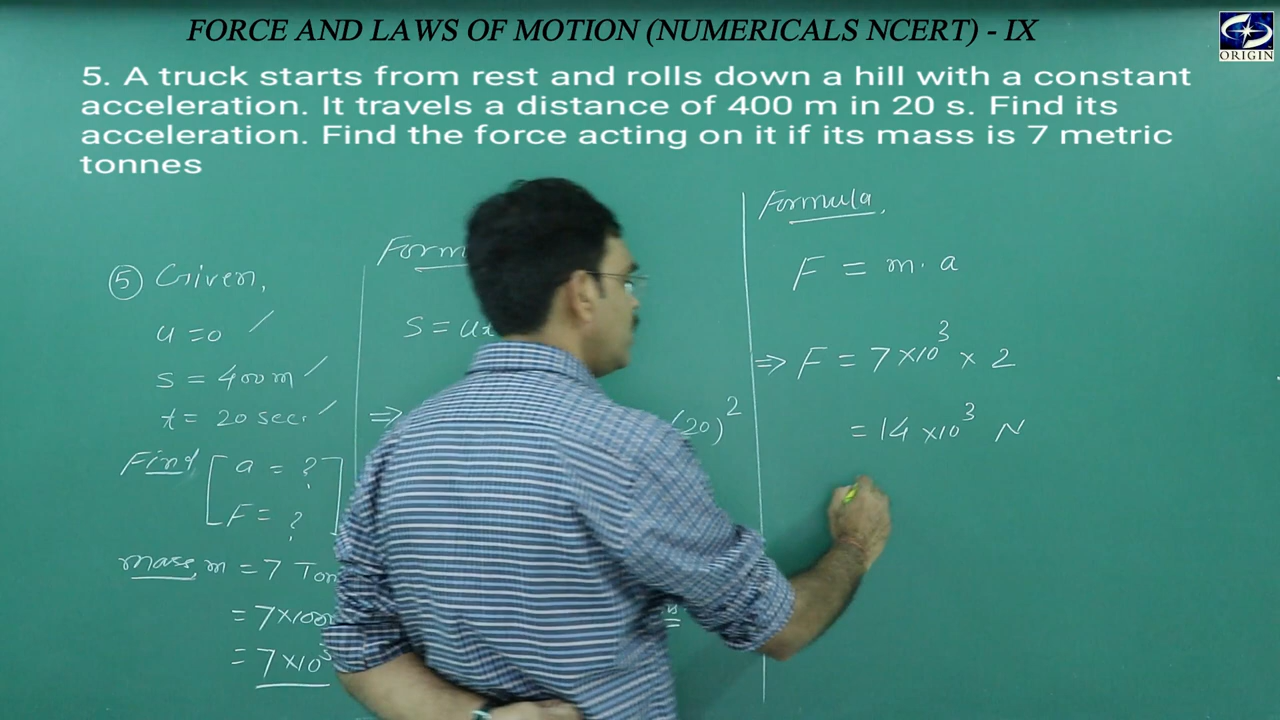 FORCE AND LAWS OF MOTION (NUMERICALS NCERT) - IX
ORIGIN
5. A truck starts from rest and rolls down a hill with a constant
acceleration. It travels a distance of 400 m in 20 s. Find its
acceleration. Find the force acting on it if its mass is 7 metric
tonnes
⑤ Given,
u = 0
s = 400 m
t = 20 sec.
Find
a = ?
F = ?
mass, m = 7
= 7×10
= 7×10³
S =
⇒ (20)²
Formula,
F = m. a
⇒ F = 7×10³ × 2
= 14 ×10³ N